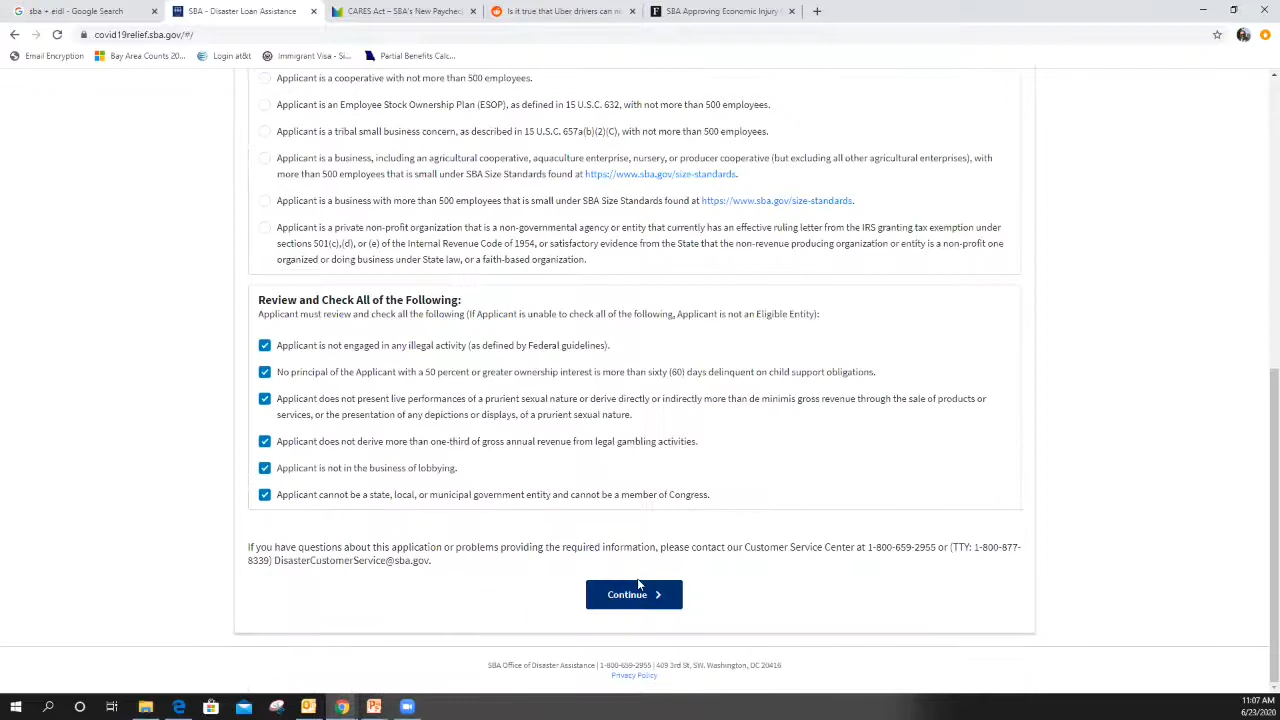 sba + eidl - Google Search
SBA - Disaster Loan Assistance
CARES Act – SBA's New Paychec
Is it true that Uber drivers can ne
SBA Approving Economic Injury
covid19relief.sba.gov/#/
Email Encryption
Bay Area Counts 20...
Login at&t
Immigrant Visa - Si...
Partial Benefits Calc...
Applicant is a cooperative with not more than 500 employees.
Applicant is an Employee Stock Ownership Plan (ESOP), as defined in 15 U.S.C. 632, with not more than 500 employees.
Applicant is a tribal small business concern, as described in 15 U.S.C. 657a(b)(2)(C), with not more than 500 employees.
Applicant is a business, including an agricultural cooperative, aquaculture enterprise, nursery, or producer cooperative (but excluding all other agricultural enterprises), with
more than 500 employees that is small under SBA Size Standards found at https://www.sba.gov/size-standards.
Applicant is a business with more than 500 employees that is small under SBA Size Standards found at https://www.sba.gov/size-standards.
Applicant is a private non-profit organization that is a non-governmental agency or entity that currently has an effective ruling letter from the IRS granting tax exemption under
sections 501(c),(d), or (e) of the Internal Revenue Code of 1954, or satisfactory evidence from the State that the non-revenue producing organization or entity is a non-profit one
organized or doing business under State law, or a faith-based organization.
Review and Check All of the Following:
Applicant must review and check all the following (If Applicant is unable to check all of the following, Applicant is not an Eligible Entity):
Applicant is not engaged in any illegal activity (as defined by Federal guidelines).
No principal of the Applicant with a 50 percent or greater ownership interest is more than sixty (60) days delinquent on child support obligations.
Applicant does not present live performances of a prurient sexual nature or derive directly or indirectly more than de minimis gross revenue through the sale of products or
services, or the presentation of any depictions or displays, of a prurient sexual nature.
Applicant does not derive more than one-third of gross annual revenue from legal gambling activities.
Applicant is not in the business of lobbying.
Applicant cannot be a state, local, or municipal government entity and cannot be a member of Congress.
If you have questions about this application or problems providing the required information, please contact our Customer Service Center at 1-800-659-2955 or (TTY: 1-800-877-
8339) DisasterCustomerService@sba.gov.
Continue
SBA Office of Disaster Assistance | 1-800-659-2955 | 409 3rd St, SW. Washington, DC 20416
Privacy Policy
11:07 AM
6/23/2020